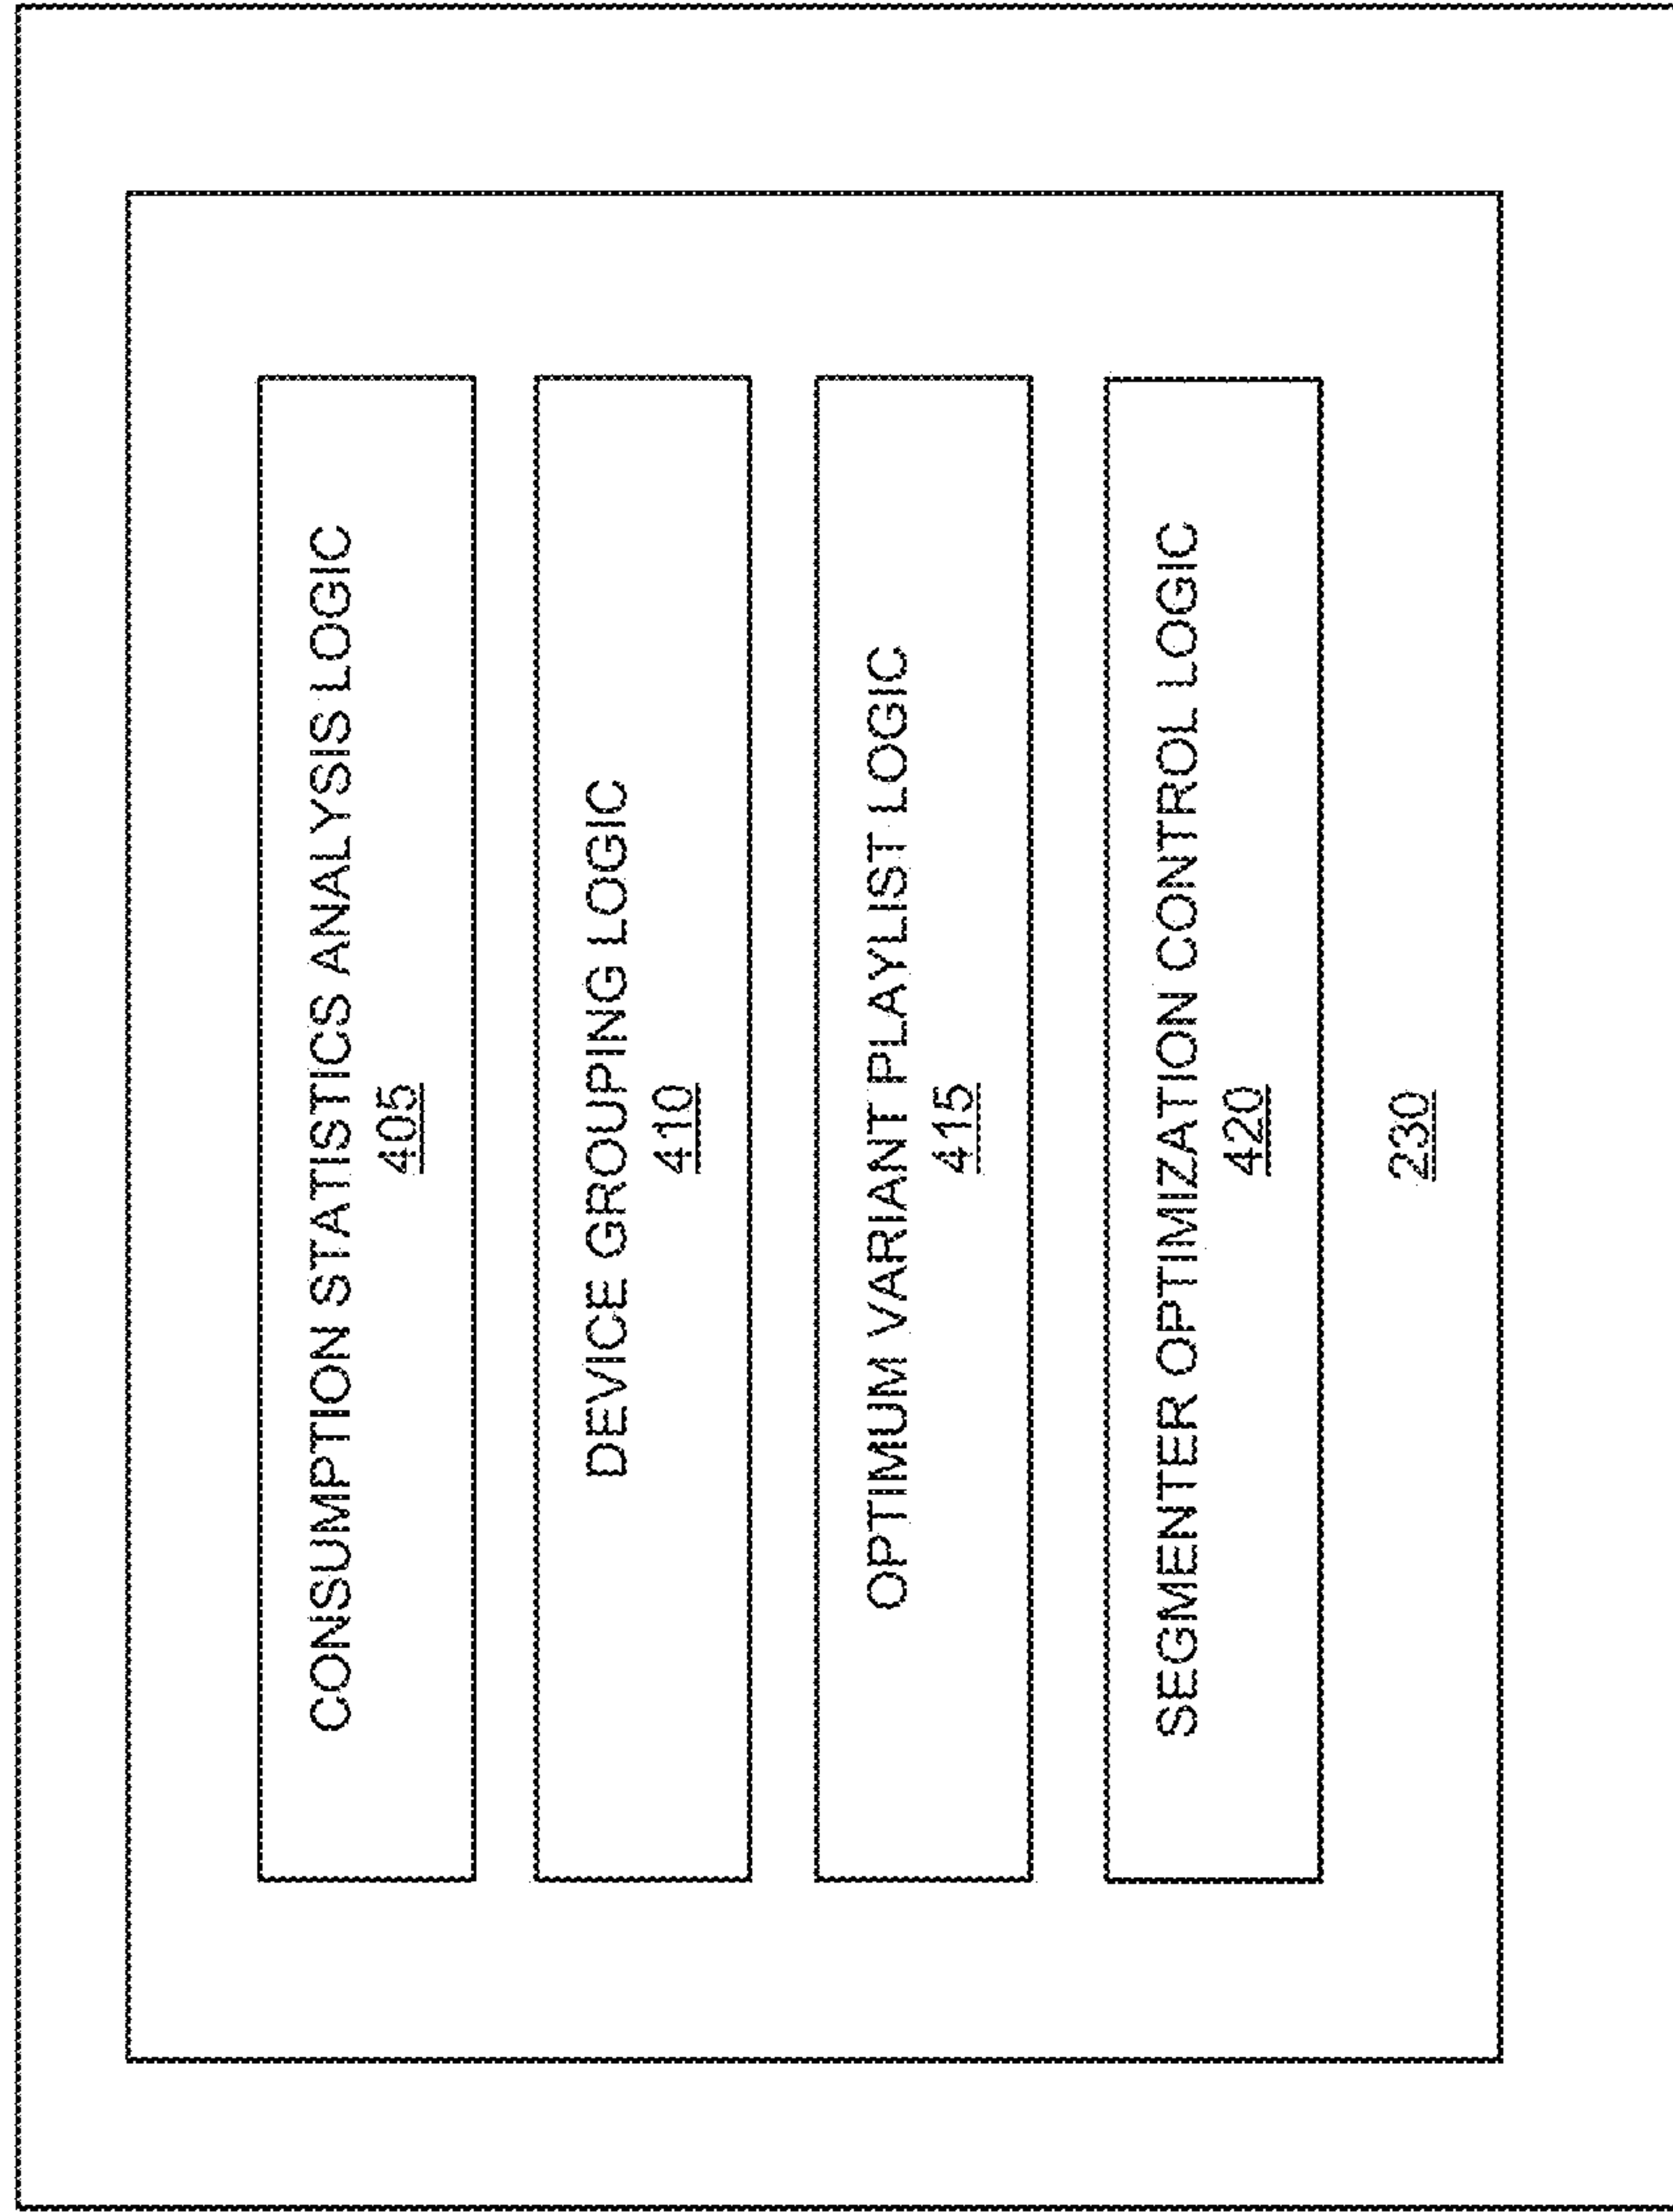 CONSUMPTION STATISTICS ANALYSIS LOGIC
405
DEVICE GROUPING LOGIC
410
OPTIMUM VARIANT PLAYLIST LOGIC
415
SEGMENTER OPTIMIZATION CONTROL LOGIC
420
230